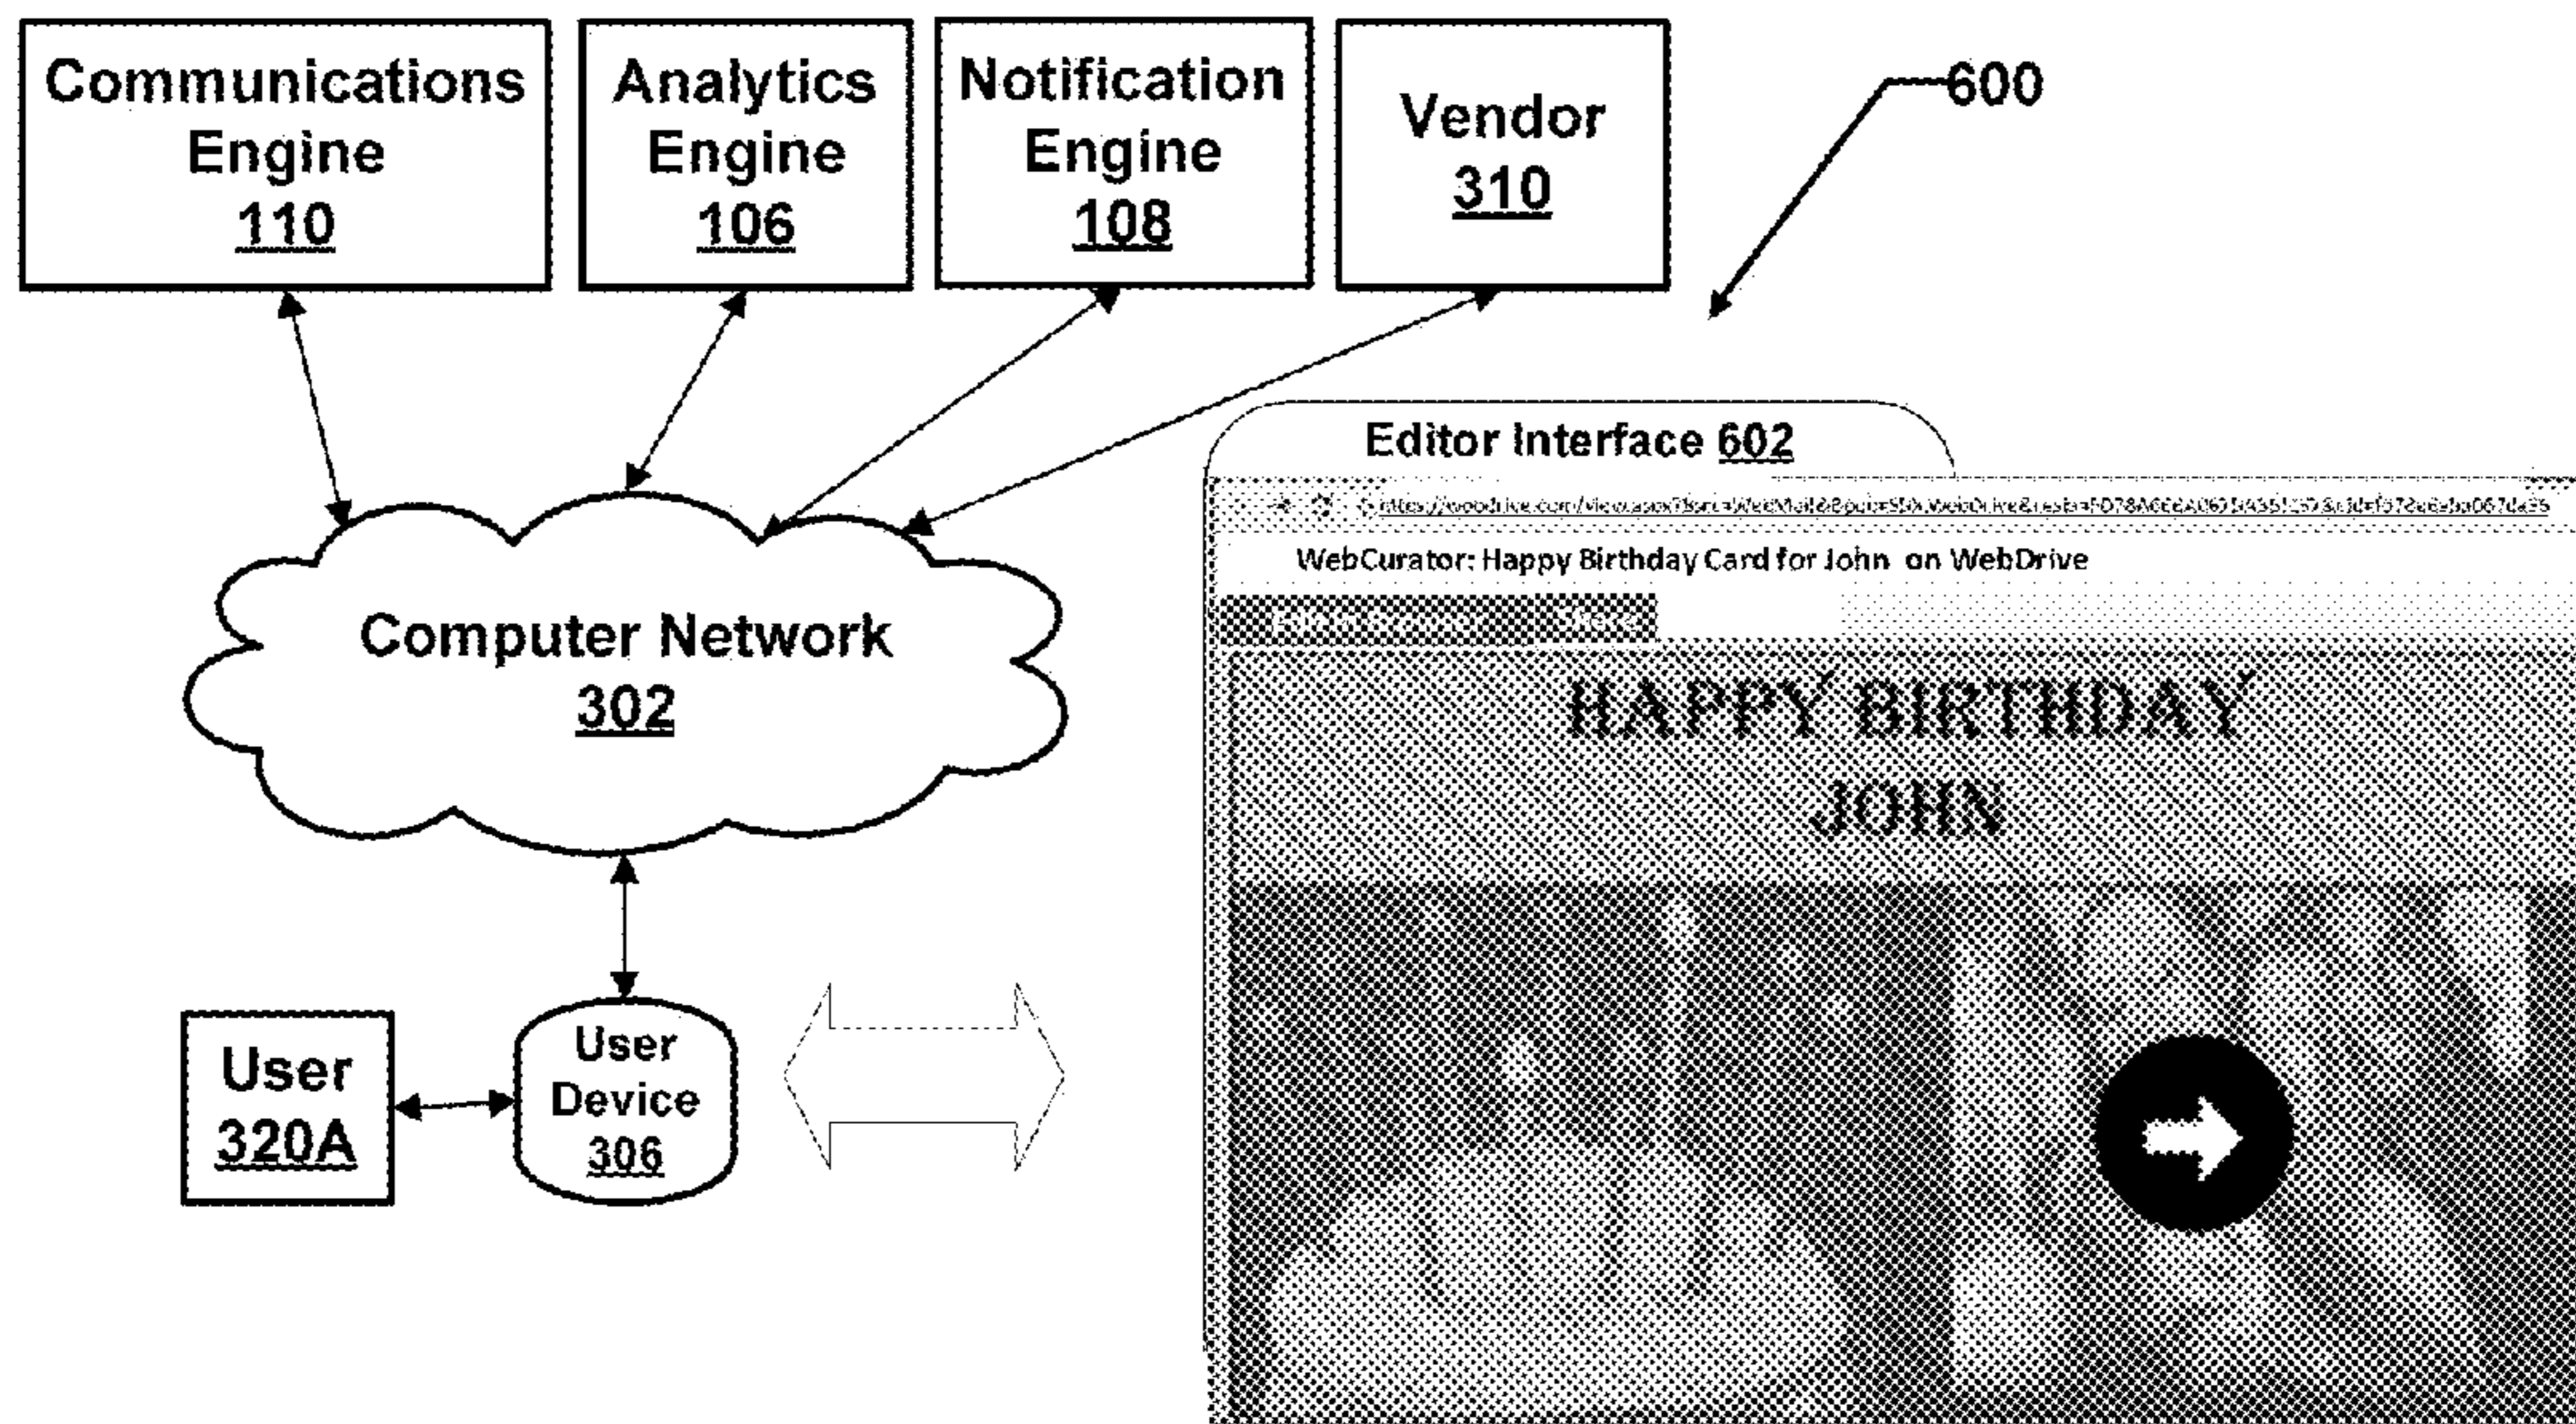 Communications
Engine
110
Analytics
Engine
106
Notification
Engine
108
Vendor
310
600
Editor Interface 602
WebCurator: Happy Birthday Card for John on WebDrive
HAPPY BIRTHDAY
JOHN
Computer Network
302
User
320A
User
Device
306